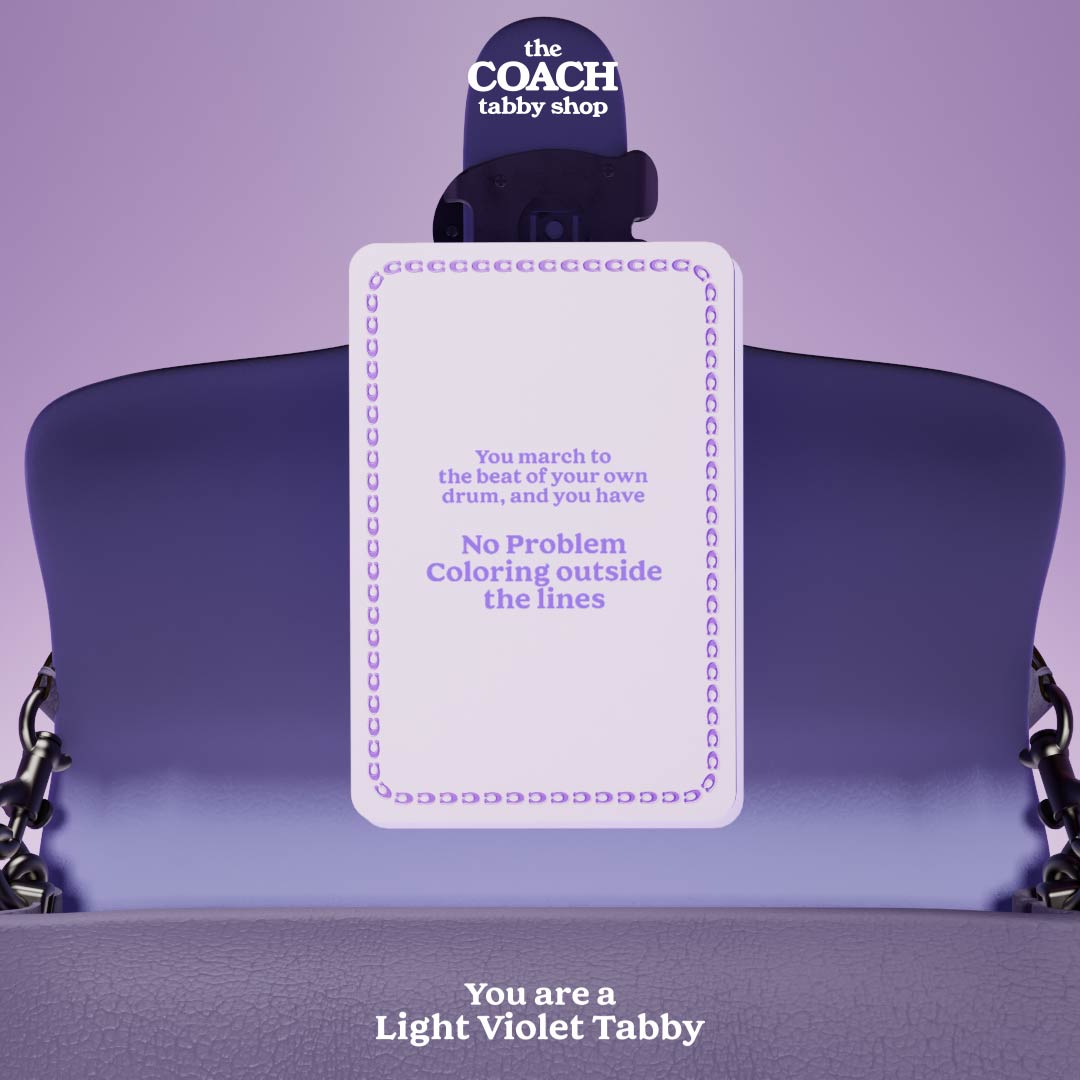 the
COACH
tabby shop
You march to
the beat of your own
drum, and you have
No Problem
Coloring outside
the lines
You are a
Light Violet Tabby